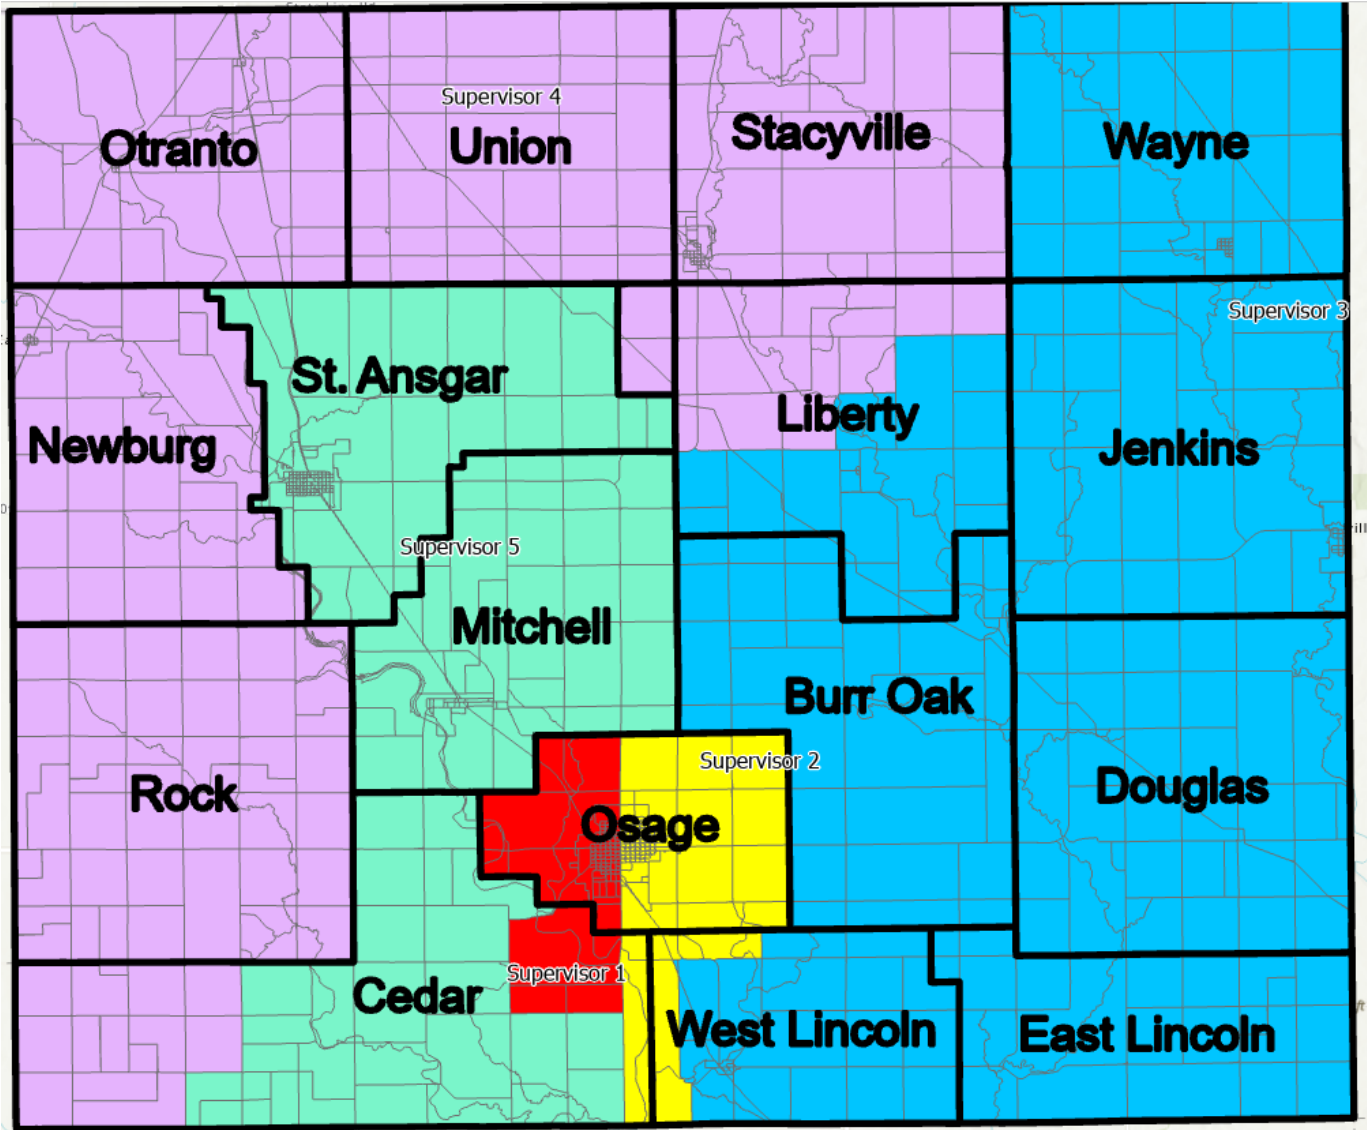 Supervisor 4
Otranto
Union
Stacyville
Wayne
Supervisor 3
St. Ansgar
Newburg
Liberty
Jenkins
Supervisor 5
Mitchell
Burr Oak
Supervisor 2
Rock
Osage
Douglas
Supervisor 1
Cedar
West Lincoln
East Lincoln